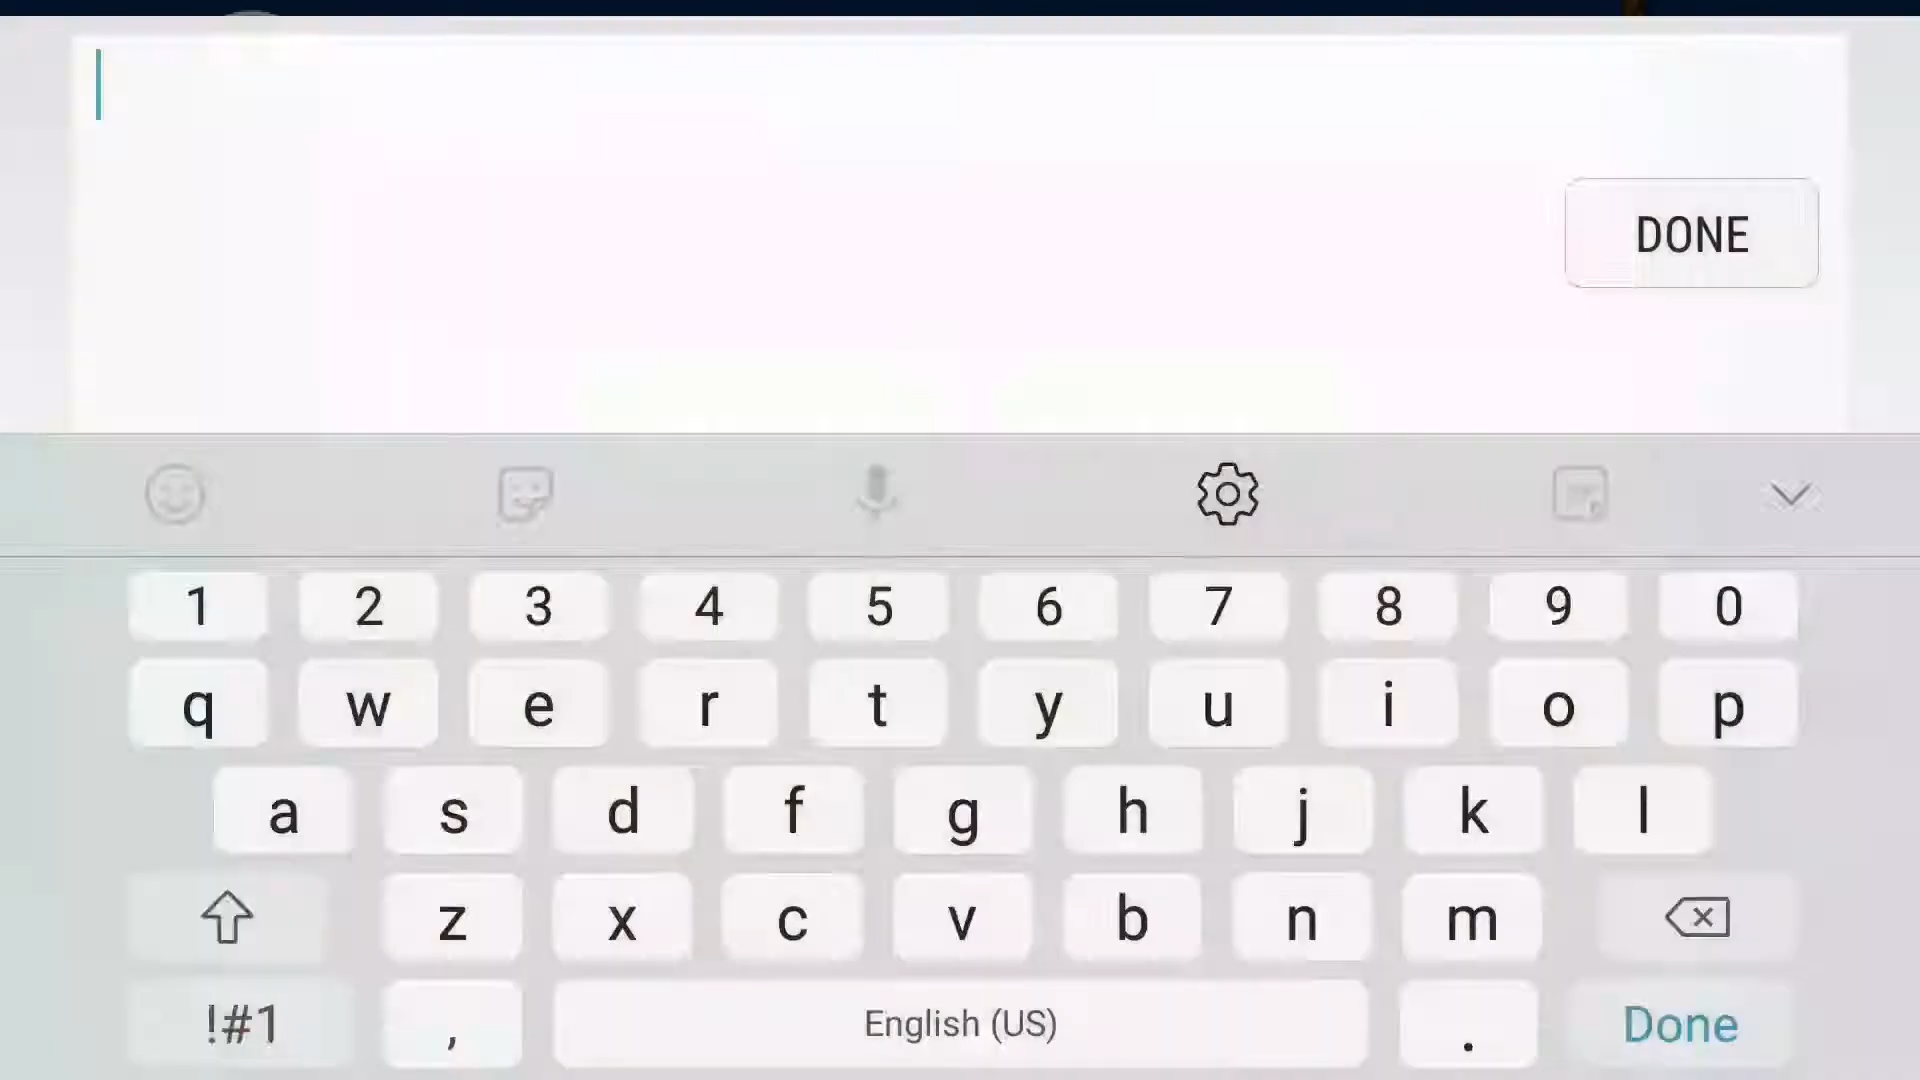 DONE
1 2 3 4 5 6 7 8 9 0
q w e r t y u i o p
a s d f g h j k l
z x c v b n m
!#1 , English (US) . Done